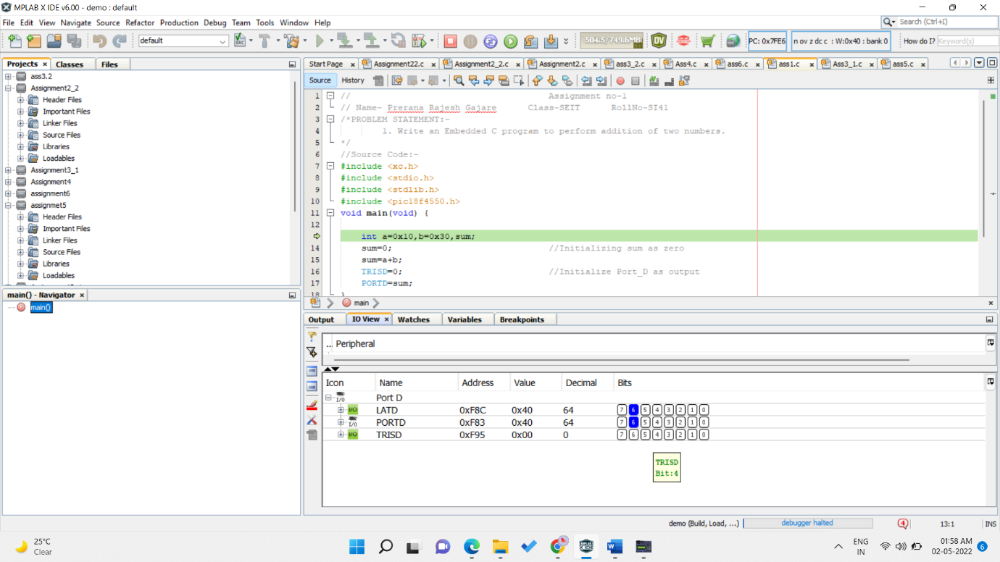 MPLAB X IDE v6.00 - demo : default
File Edit View Navigate Source Refactor Production Debug Team Tools Window Help
Search (Ctrl+I)
default
504.5/749.6MB
PC: 0x7FE6
n ov z dc c : W:0x40 : bank 0
How do I? Keyword(s)
Projects Classes Files
ass3.2
Assignment2_2
Header Files
Important Files
Linker Files
Source Files
Libraries
Loadables
Assignment3_1
Assignment4
assignment6
assignmet5
Header Files
Important Files
Linker Files
Source Files
Libraries
Loadables
main() - Navigator
main()
Start Page Assignment22.c Assignment2_2.c Assignment2.c ass3_2.c Ass4.c ass6.c ass1.c Ass3_1.c ass5.c
Source History
1 // Assignment no-1
2 // Name- Prerana Rajesh Gajare Class-SEIT RollNo-SI41
3 /*PROBLEM STATEMENT:-
4 1. Write an Embedded C program to perform addition of two numbers.
5 */
6 //Source Code:-
7 #include <xc.h>
8 #include <stdio.h>
9 #include <stdlib.h>
10 #include <pic18f4550.h>
11 void main(void) {
12
int a=0x10,b=0x30,sum;
14 sum=0; //Initializing sum as zero
15 sum=a+b;
16 TRISD=0; //Initialize Port_D as output
17 PORTD=sum;
18 }
main
Output IO View Watches Variables Breakpoints
... Peripheral
Icon Name Address Value Decimal Bits
I/O Port D
I/O LATD 0xF8C 0x40 64 7 6 5 4 3 2 1 0
I/O PORTD 0xF83 0x40 64 7 6 5 4 3 2 1 0
I/O TRISD 0xF95 0x00 0 7 6 5 4 3 2 1 0
TRISD
Bit:4
demo (Build, Load, ...) debugger halted 4 13:1 INS
25°C
Clear
ENG
IN
01:58 AM
02-05-2022
6